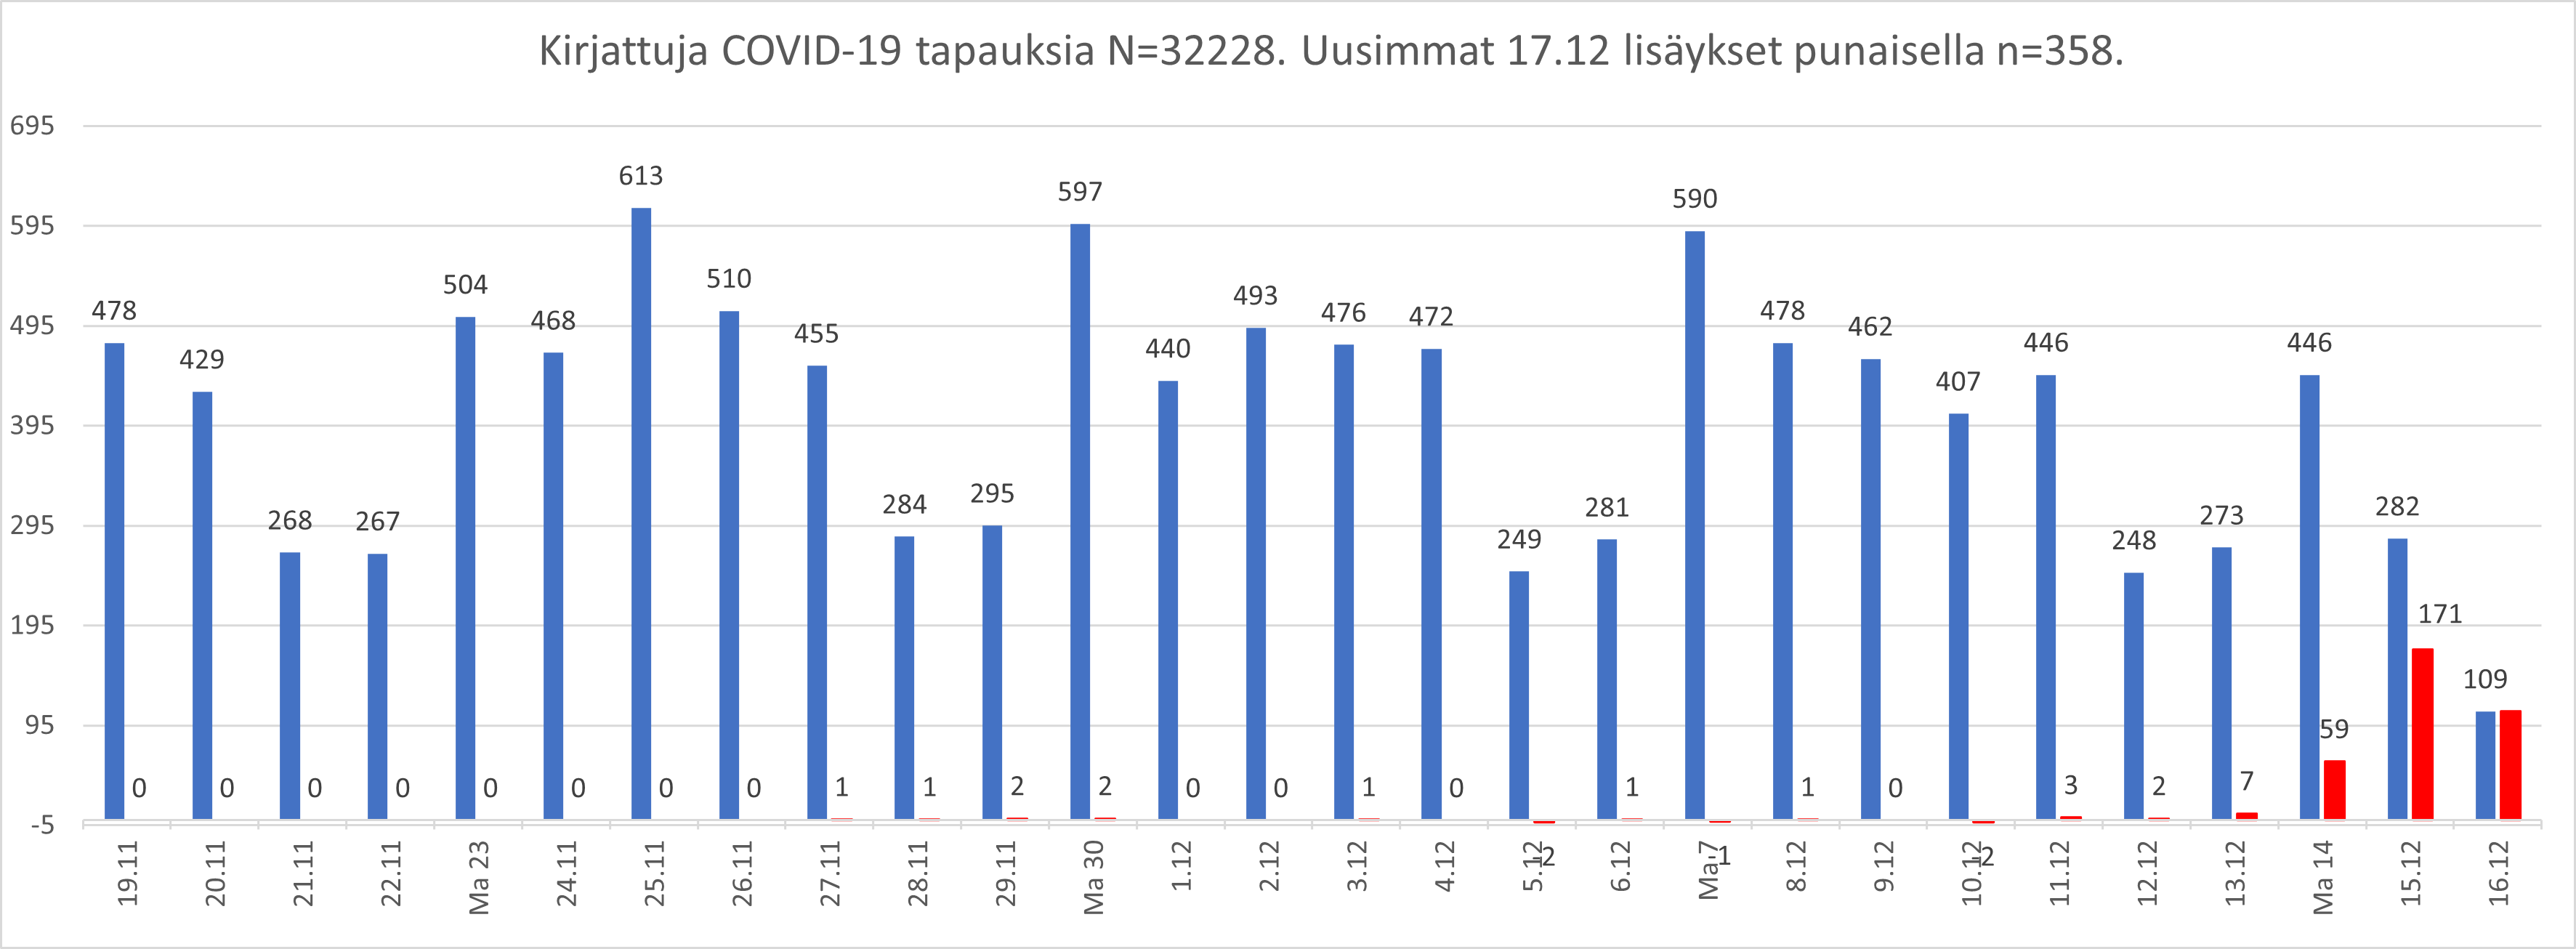 Kirjattuja COVID-19 tapauksia N=32228. Uusimmat 17.12 lisäykset punaisella n=358.
695
595
495
395
295
195
95
-5
478 429 268 267 504 468 613 510 455 284 295 597 440 493 476 472 249 281 590 478 462 407 446 248 273 446 282 109
0 0 0 0 0 0 0 0 1 1 2 2 0 0 1 0 -2 1 -1 1 0 -2 3 2 7 59 171
19.11 20.11 21.11 22.11 Ma 23 24.11 25.11 26.11 27.11 28.11 29.11 Ma 30 1.12 2.12 3.12 4.12 5.12 6.12 Ma 7 8.12 9.12 10.12 11.12 12.12 13.12 Ma 14 15.12 16.12